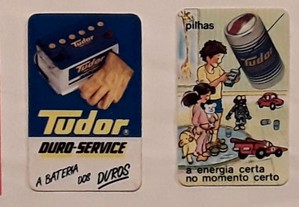 Tudor
Tudor
DURO-SERVICE
A BATERIA DOS DUROS
pilhas
Tudor
a energia certa
no momento certo